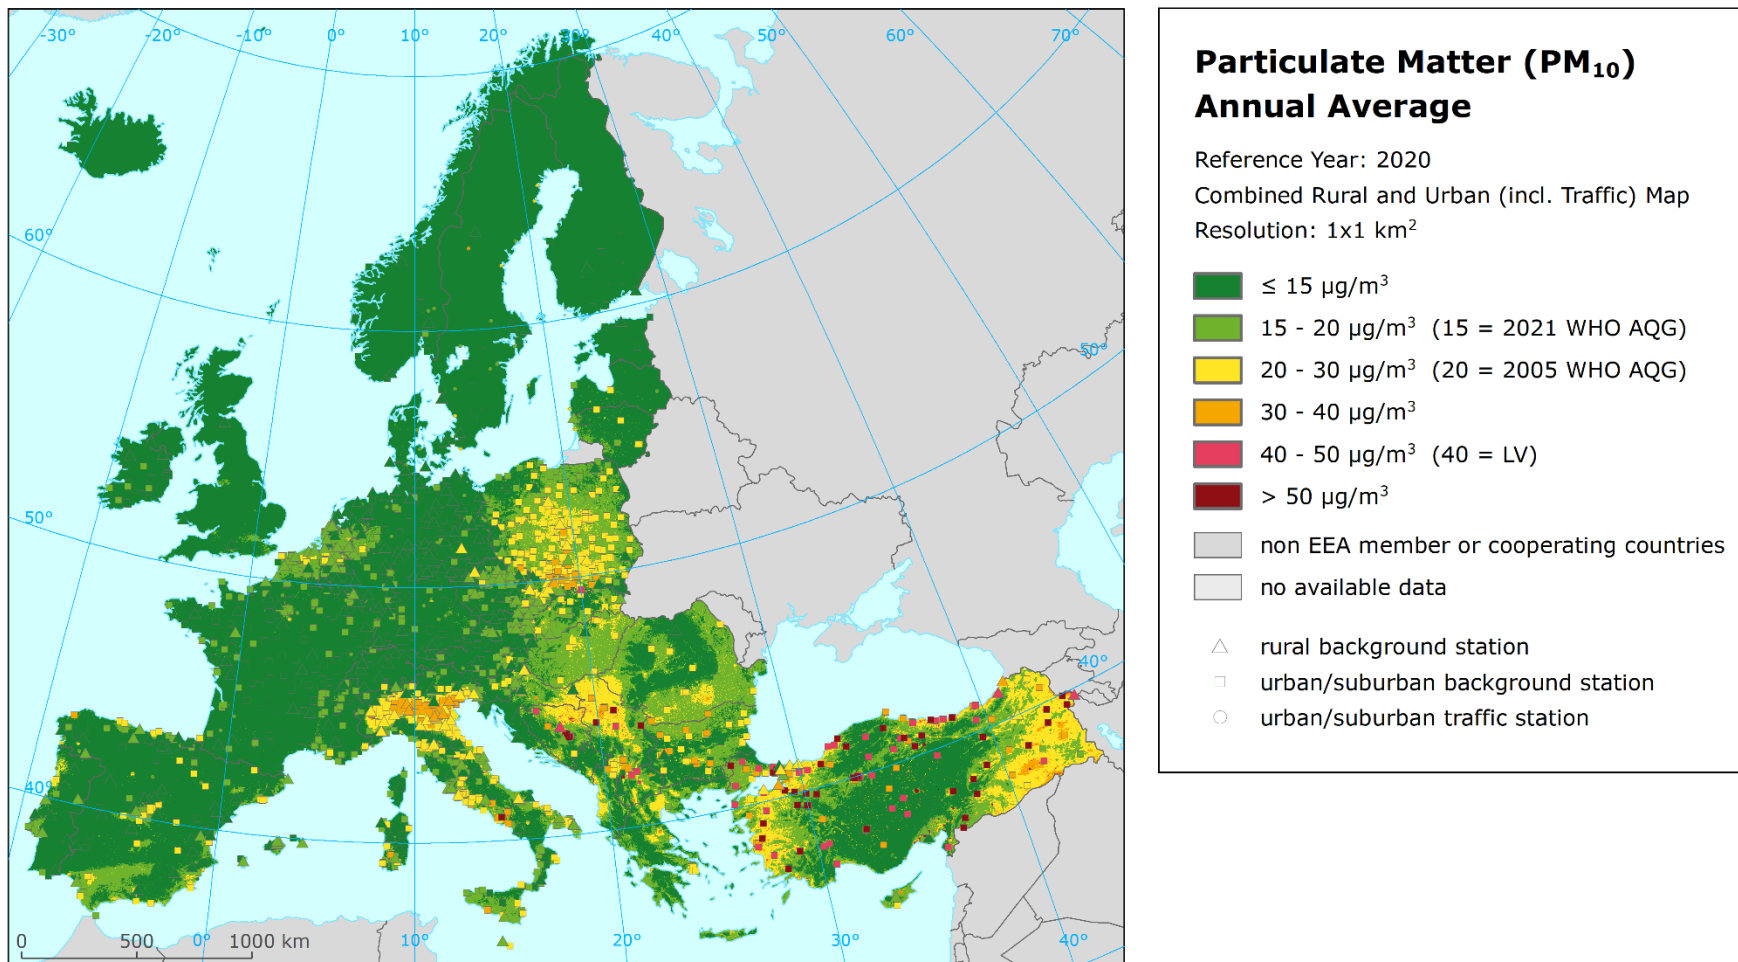 -30° -20° -10° 0° 10° 20° 30° 40° 50° 60° 70°
60°
50°
50°
40°
40°
0 500 1000 km
0° 10° 20° 30° 40°
Particulate Matter (PM₁₀)
Annual Average
Reference Year: 2020
Combined Rural and Urban (incl. Traffic) Map
Resolution: 1x1 km²
≤ 15 µg/m³
15 - 20 µg/m³ (15 = 2021 WHO AQG)
20 - 30 µg/m³ (20 = 2005 WHO AQG)
30 - 40 µg/m³
40 - 50 µg/m³ (40 = LV)
> 50 µg/m³
non EEA member or cooperating countries
no available data
rural background station
urban/suburban background station
urban/suburban traffic station